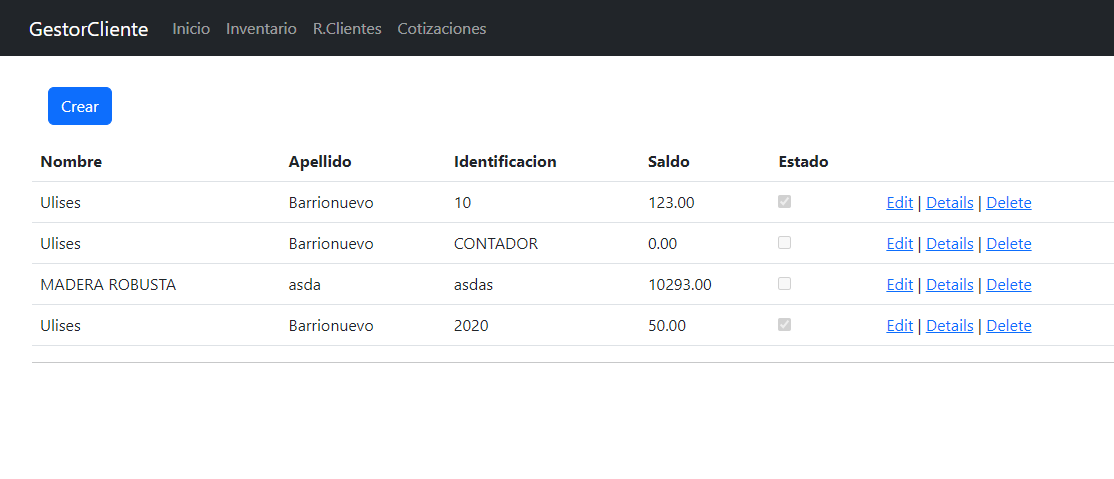 GestorCliente Inicio Inventario R.Clientes Cotizaciones
Crear
Nombre Apellido Identificacion Saldo Estado
Ulises Barrionuevo 10 123.00 Edit | Details | Delete
Ulises Barrionuevo CONTADOR 0.00 Edit | Details | Delete
MADERA ROBUSTA asda asdas 10293.00 Edit | Details | Delete
Ulises Barrionuevo 2020 50.00 Edit | Details | Delete